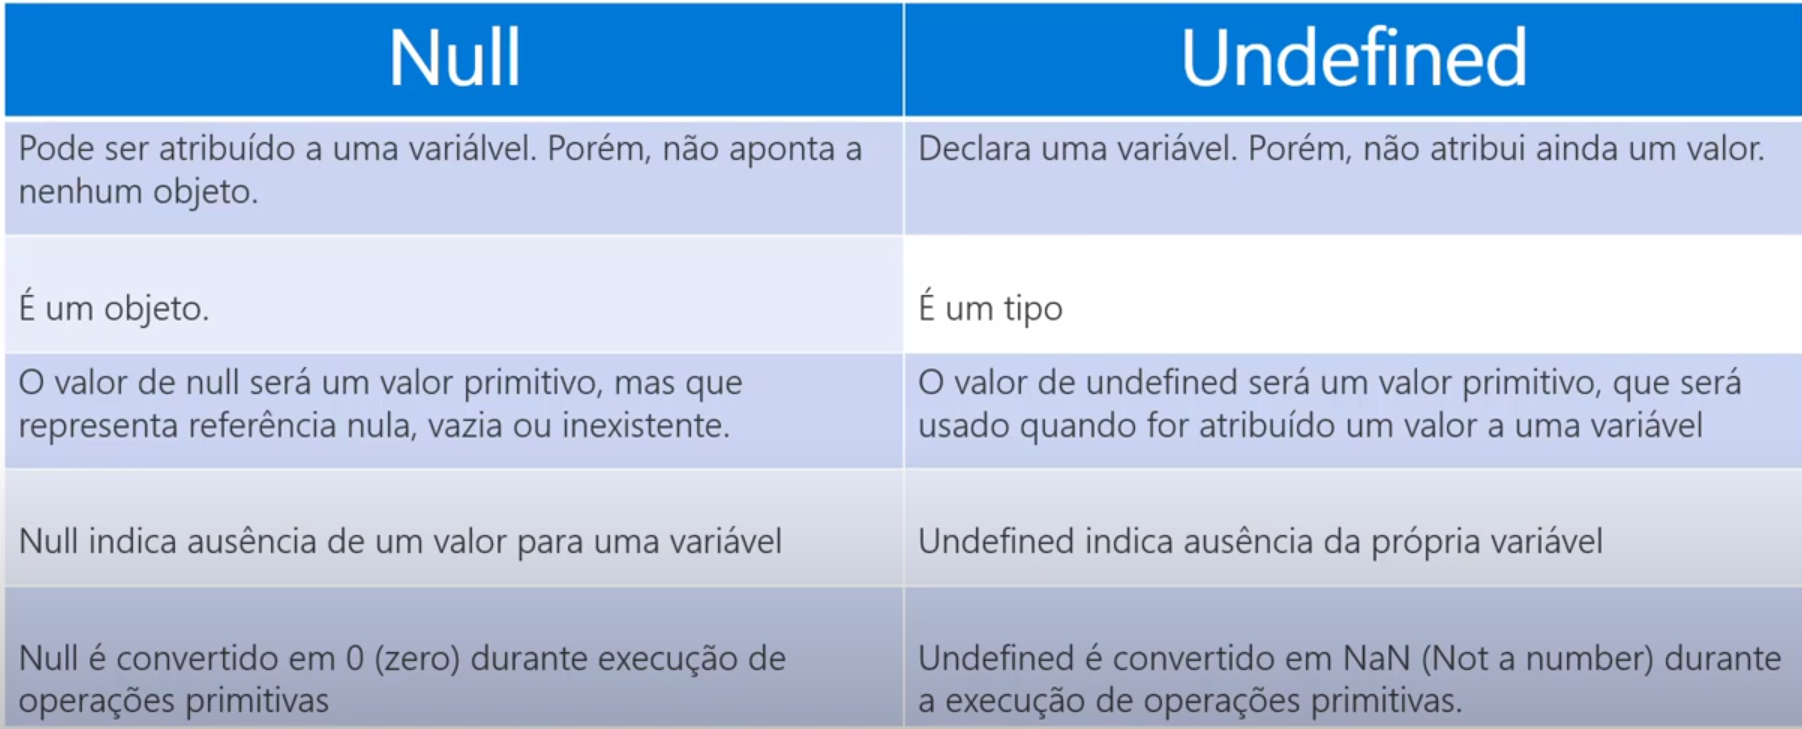 Null
Undefined
Pode ser atribuído a uma variálvel. Porém, não aponta a
nenhum objeto.
Declara uma variável. Porém, não atribui ainda um valor.
É um objeto.
É um tipo
O valor de null será um valor primitivo, mas que
representa referência nula, vazia ou inexistente.
O valor de undefined será um valor primitivo, que será
usado quando for atribuído um valor a uma variável
Null indica ausência de um valor para uma variável
Undefined indica ausência da própria variável
Null é convertido em 0 (zero) durante execução de
operações primitivas
Undefined é convertido em NaN (Not a number) durante
a execução de operações primitivas.